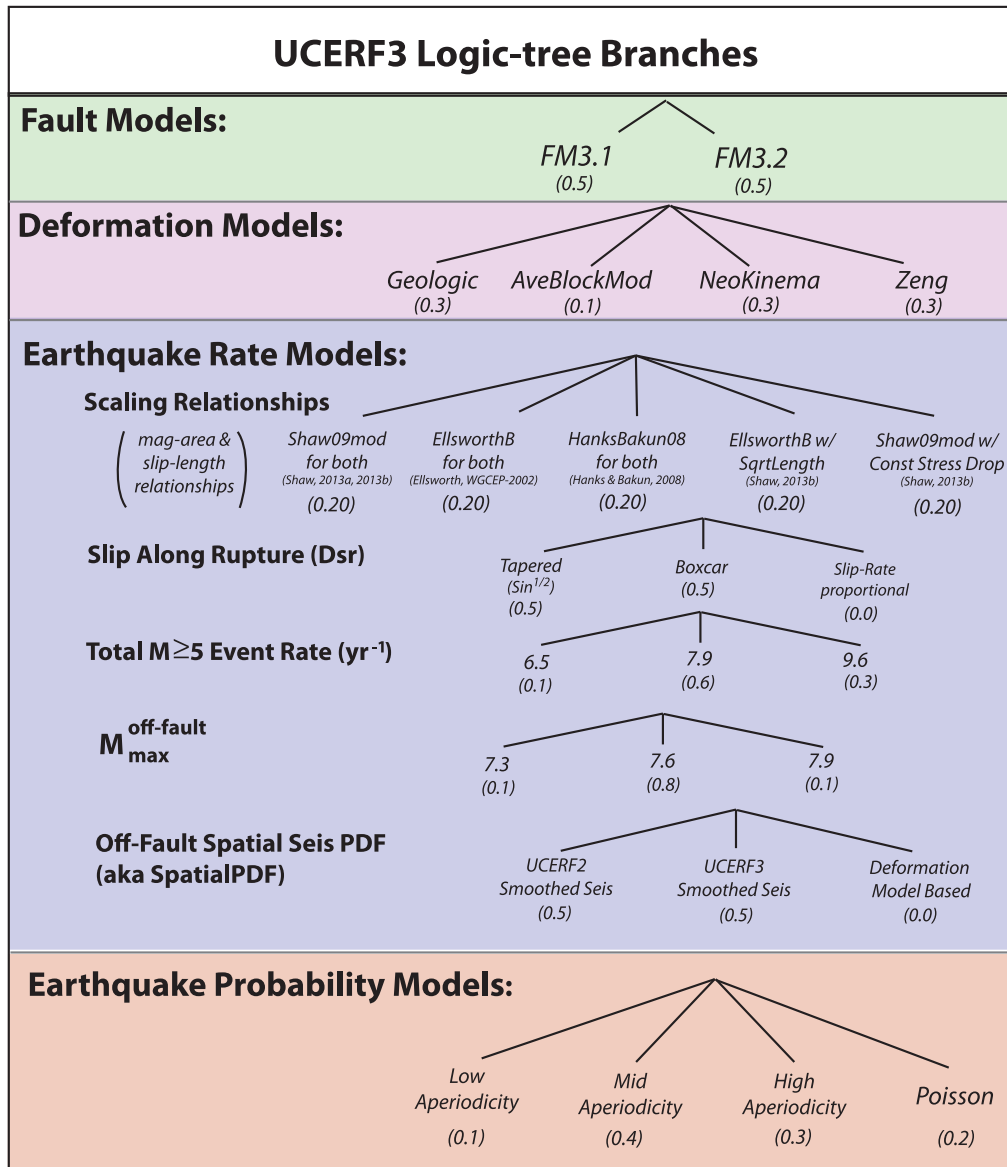 UCERF3 Logic-tree Branches
Fault Models:
FM3.1 FM3.2
(0.5) (0.5)
Deformation Models:
Geologic AveBlockMod NeoKinema Zeng
(0.3) (0.1) (0.3) (0.3)
Earthquake Rate Models:
Scaling Relationships
( mag-area & slip-length relationships )
Shaw09mod
for both
(Shaw, 2013a, 2013b)
(0.20)
EllsworthB
for both
(Ellsworth, WGCEP-2002)
(0.20)
HanksBakun08
for both
(Hanks & Bakun, 2008)
(0.20)
EllsworthB w/
SqrtLength
(Shaw, 2013b)
(0.20)
Shaw09mod w/
Const Stress Drop
(Shaw, 2013b)
(0.20)
Slip Along Rupture (Dsr)
Tapered
(Sin^1/2)
(0.5)
Boxcar
(0.5)
Slip-Rate
proportional
(0.0)
Total M≥5 Event Rate (yr^-1)
6.5 7.9 9.6
(0.1) (0.6) (0.3)
M max off-fault
7.3 7.6 7.9
(0.1) (0.8) (0.1)
Off-Fault Spatial Seis PDF
(aka SpatialPDF)
UCERF2
Smoothed Seis
(0.5)
UCERF3
Smoothed Seis
(0.5)
Deformation
Model Based
(0.0)
Earthquake Probability Models:
Low
Aperiodicity
(0.1)
Mid
Aperiodicity
(0.4)
High
Aperiodicity
(0.3)
Poisson
(0.2)